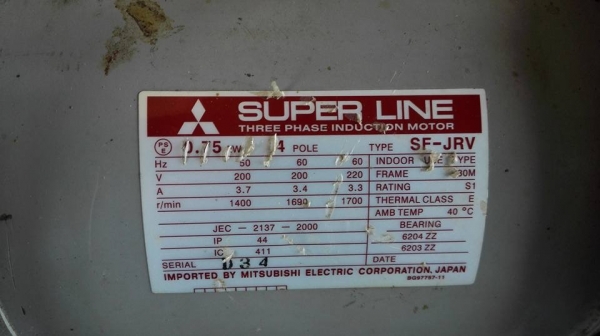 SUPER LINE
THREE PHASE INDUCTION MOTOR
PS E 0.75 kW 4 POLE TYPE SF-JRV
Hz 50 60 60 INDOOR USE TYPE
V 200 200 220 FRAME
A 3.7 3.4 3.3 RATING S1
r/min 1400 1690 1700 THERMAL CLASS E
AMB TEMP 40 °C
JEC - 2137 - 2000 BEARING
IP 44 6204 ZZ
IC 411 6203 ZZ
SERIAL 034 DATE
IMPORTED BY MITSUBISHI ELECTRIC CORPORATION, JAPAN